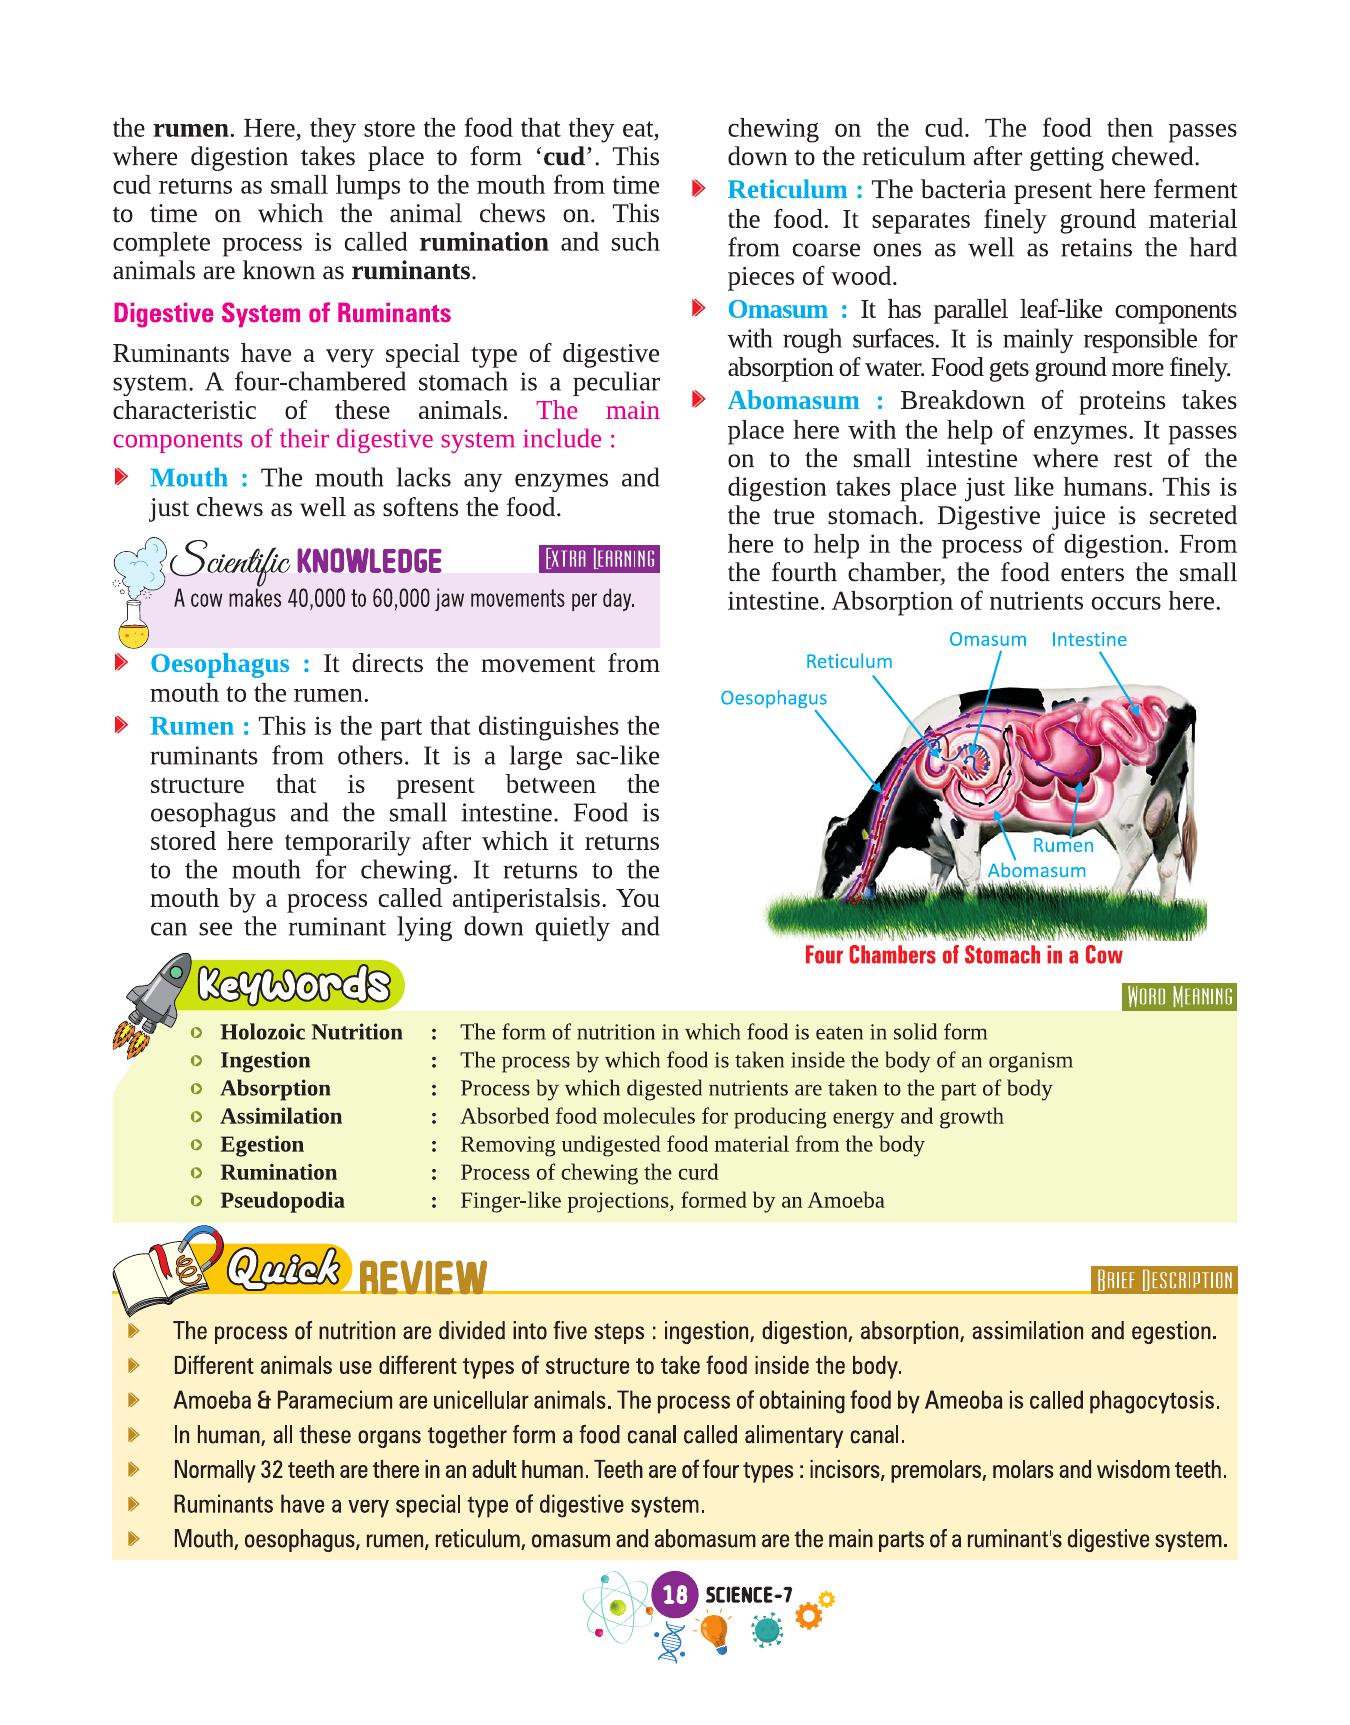 the rumen. Here, they store the food that they eat,
where digestion takes place to form ‘cud’. This
cud returns as small lumps to the mouth from time
to time on which the animal chews on. This
complete process is called rumination and such
animals are known as ruminants.
Digestive System of Ruminants
Ruminants have a very special type of digestive
system. A four-chambered stomach is a peculiar
characteristic of these animals. The main
components of their digestive system include :
Mouth : The mouth lacks any enzymes and
just chews as well as softens the food.
Scientific KNOWLEDGE
EXTRA LEARNING
A cow makes 40,000 to 60,000 jaw movements per day.
Oesophagus : It directs the movement from
mouth to the rumen.
Rumen : This is the part that distinguishes the
ruminants from others. It is a large sac-like
structure that is present between the
oesophagus and the small intestine. Food is
stored here temporarily after which it returns
to the mouth for chewing. It returns to the
mouth by a process called antiperistalsis. You
can see the ruminant lying down quietly and
chewing on the cud. The food then passes
down to the reticulum after getting chewed.
Reticulum : The bacteria present here ferment
the food. It separates finely ground material
from coarse ones as well as retains the hard
pieces of wood.
Omasum : It has parallel leaf-like components
with rough surfaces. It is mainly responsible for
absorption of water. Food gets ground more finely.
Abomasum : Breakdown of proteins takes
place here with the help of enzymes. It passes
on to the small intestine where rest of the
digestion takes place just like humans. This is
the true stomach. Digestive juice is secreted
here to help in the process of digestion. From
the fourth chamber, the food enters the small
intestine. Absorption of nutrients occurs here.
Omasum
Intestine
Reticulum
Oesophagus
Rumen
Abomasum
Four Chambers of Stomach in a Cow
Keywords
WORD MEANING
Holozoic Nutrition : The form of nutrition in which food is eaten in solid form
Ingestion : The process by which food is taken inside the body of an organism
Absorption : Process by which digested nutrients are taken to the part of body
Assimilation : Absorbed food molecules for producing energy and growth
Egestion : Removing undigested food material from the body
Rumination : Process of chewing the curd
Pseudopodia : Finger-like projections, formed by an Amoeba
Quick REVIEW
BRIEF DESCRIPTION
The process of nutrition are divided into five steps : ingestion, digestion, absorption, assimilation and egestion.
Different animals use different types of structure to take food inside the body.
Amoeba & Paramecium are unicellular animals. The process of obtaining food by Ameoba is called phagocytosis.
In human, all these organs together form a food canal called alimentary canal.
Normally 32 teeth are there in an adult human. Teeth are of four types : incisors, premolars, molars and wisdom teeth.
Ruminants have a very special type of digestive system.
Mouth, oesophagus, rumen, reticulum, omasum and abomasum are the main parts of a ruminant's digestive system.
18 SCIENCE-7